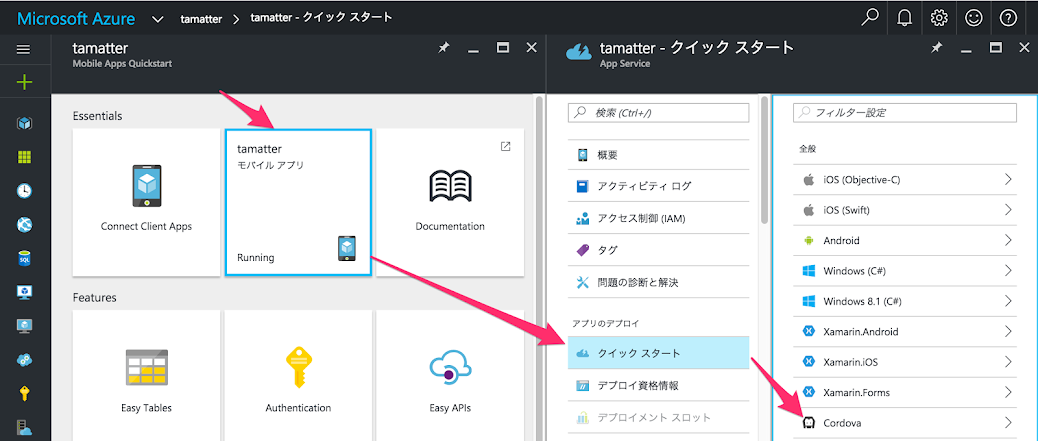 Microsoft Azure tamatter tamatter - クイック スタート
tamatter
Mobile Apps Quickstart
Essentials
Connect Client Apps
tamatter
モバイル アプリ
Running
Documentation
Features
Easy Tables
Authentication
Easy APIs
SQL
tamatter - クイック スタート
App Service
検索 (Ctrl+/)
概要
アクティビティ ログ
アクセス制御 (IAM)
タグ
問題の診断と解決
アプリのデプロイ
クイック スタート
デプロイ資格情報
デプロイメント スロット
フィルター設定
全般
iOS (Objective-C)
iOS (Swift)
Android
Windows (C#)
Windows 8.1 (C#)
Xamarin.Android
Xamarin.iOS
Xamarin.Forms
Cordova